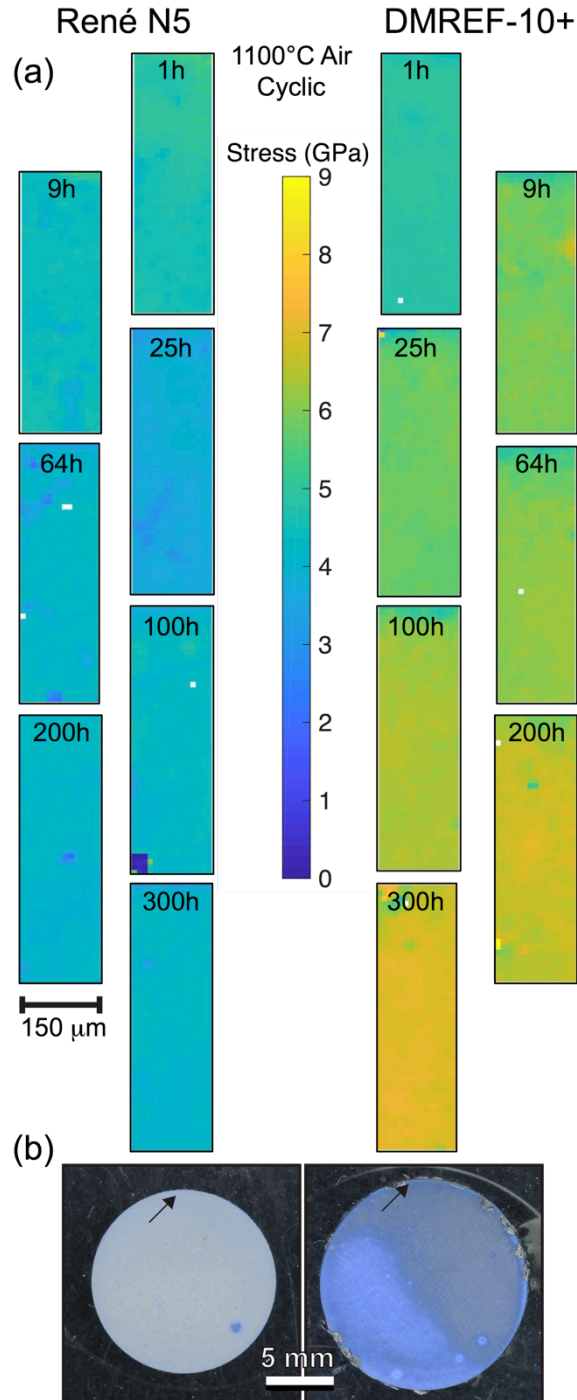 René N5
DMREF-10+
(a)
1100°C Air
Cyclic
1h
1h
Stress (GPa)
9
8
7
6
5
4
3
2
1
0
9h
9h
25h
25h
64h
64h
100h
100h
200h
200h
300h
300h
150 μm
(b)
5 mm